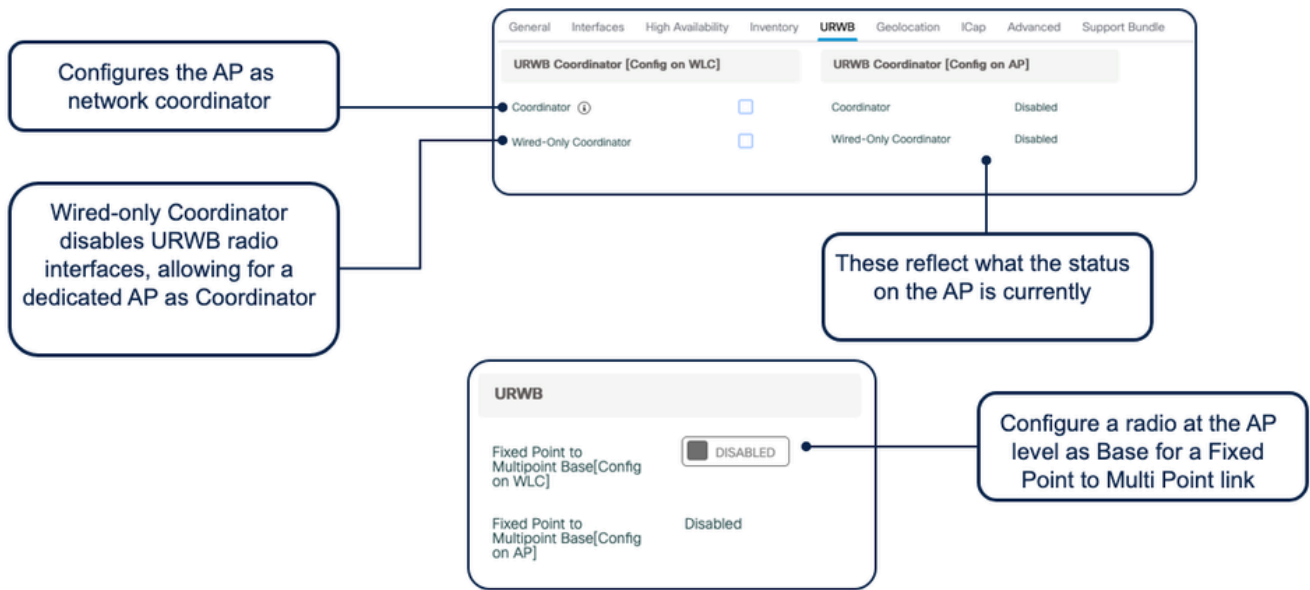 General Interfaces High Availability Inventory URWB Geolocation ICap Advanced Support Bundle
URWB Coordinator [Config on WLC] URWB Coordinator [Config on AP]
Coordinator Coordinator Disabled
Wired-Only Coordinator Wired-Only Coordinator Disabled
Configures the AP as
network coordinator
Wired-only Coordinator
disables URWB radio
interfaces, allowing for a
dedicated AP as Coordinator
These reflect what the status
on the AP is currently
URWB
Fixed Point to
Multipoint Base[Config
on WLC]
DISABLED
Fixed Point to
Multipoint Base[Config
on AP]
Disabled
Configure a radio at the AP
level as Base for a Fixed
Point to Multi Point link